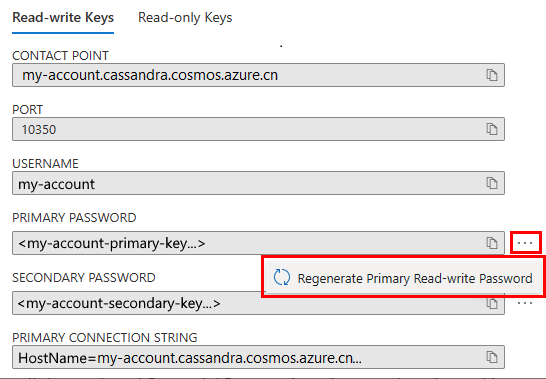 Read-write Keys Read-only Keys
CONTACT POINT
my-account.cassandra.cosmos.azure.cn
PORT
10350
USERNAME
my-account
PRIMARY PASSWORD
<my-account-primary-key...>
...
Regenerate Primary Read-write Password
SECONDARY PASSWORD
<my-account-secondary-key...>
...
PRIMARY CONNECTION STRING
HostName=my-account.cassandra.cosmos.azure.cn...